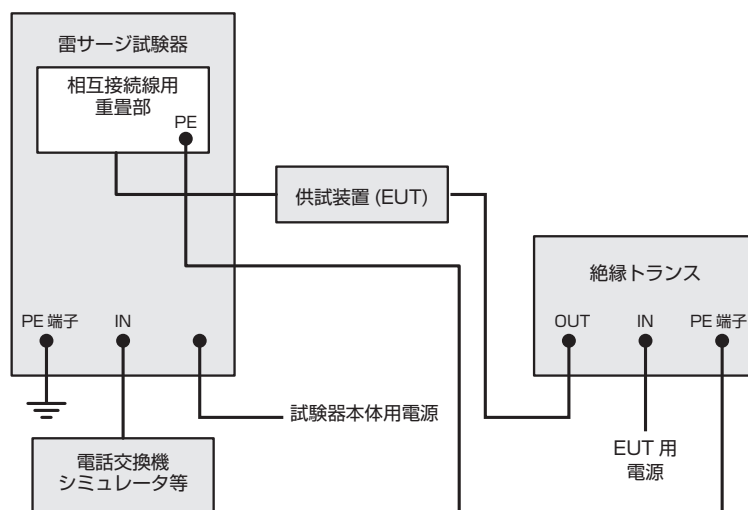 雷サージ試験器
相互接続線用
重畳部
PE
供試装置 (EUT)
絶縁トランス
PE 端子
IN
OUT
IN
PE 端子
試験器本体用電源
EUT 用
電源
電話交換機
シミュレータ等